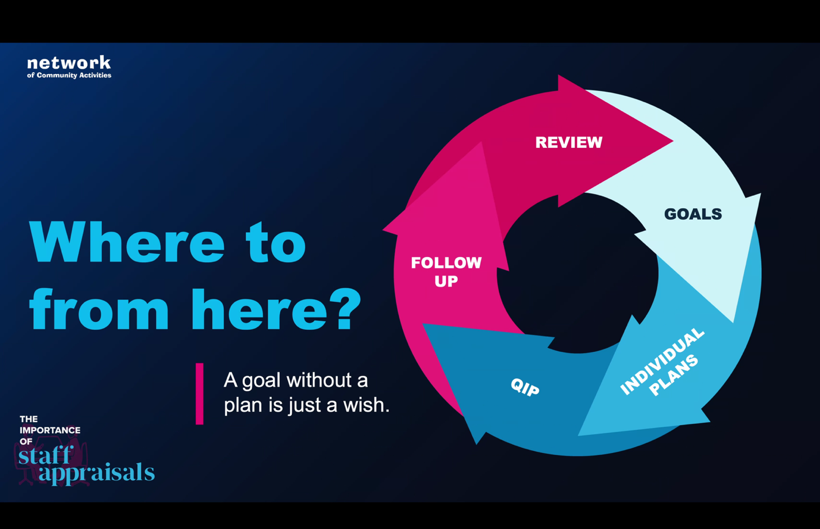 network
of Community Activities
Where to
from here?
A goal without a
plan is just a wish.
REVIEW
GOALS
INDIVIDUAL
PLANS
QIP
FOLLOW
UP
THE
IMPORTANCE
OF
staff
appraisals